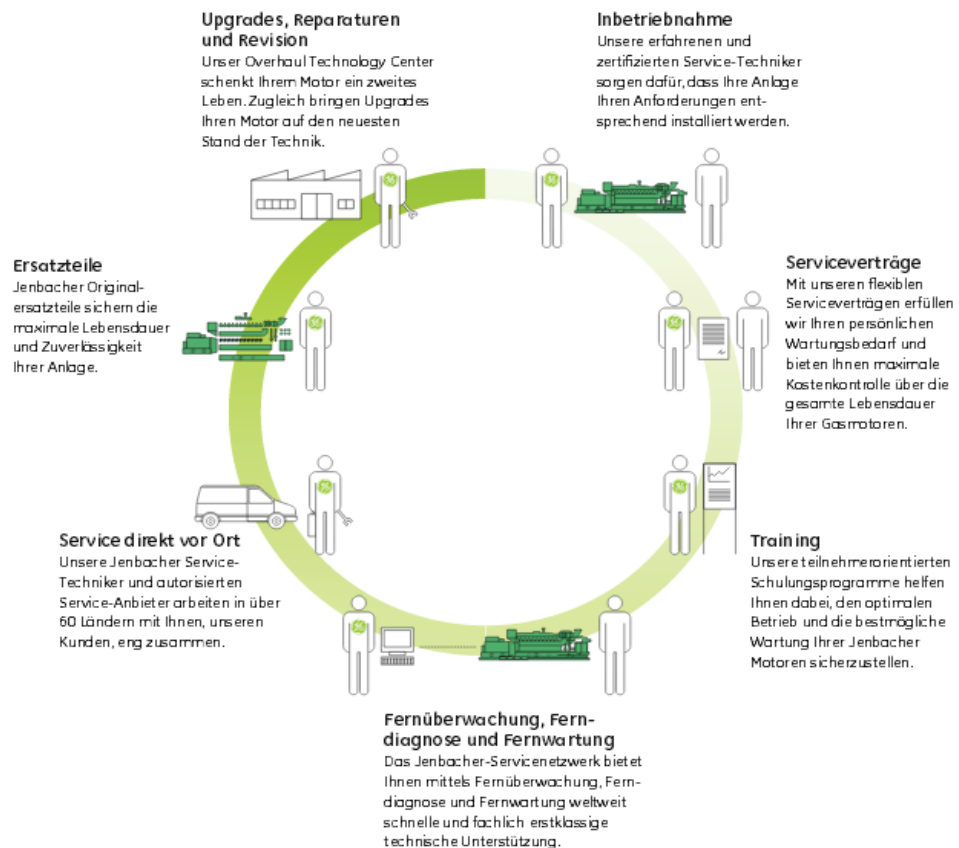 Upgrades, Reparaturen
und Revision
Unser Overhaul Technology Center
schenkt Ihrem Motor ein zweites
Leben. Zugleich bringen Upgrades
Ihren Motor auf den neuesten
Stand der Technik.
Inbetriebnahme
Unsere erfahrenen und
zertifizierten Service-Techniker
sorgen dafür, dass Ihre Anlage
Ihren Anforderungen ent-
sprechend installiert werden.
Serviceverträge
Mit unseren flexiblen
Serviceverträgen erfüllen
wir Ihren persönlichen
Wartungsbedarf und
bieten Ihnen maximale
Kostenkontrolle über die
gesamte Lebensdauer
Ihrer Gasmotoren.
Training
Unsere teilnehmerorientierten
Schulungsprogramme helfen
Ihnen dabei, den optimalen
Betrieb und die bestmögliche
Wartung Ihrer Jenbacher
Motoren sicherzustellen.
Fernüberwachung, Fern-
diagnose und Fernwartung
Das Jenbacher-Servicenetzwerk bietet
Ihnen mittels Fernüberwachung, Fern-
diagnose und Fernwartung weltweit
schnelle und fachlich erstklassige
technische Unterstützung.
Service direkt vor Ort
Unsere Jenbacher Service-
Techniker und autorisierten
Service-Anbieter arbeiten in über
60 Ländern mit Ihnen, unseren
Kunden, eng zusammen.
Ersatzteile
Jenbacher Original-
ersatzteile sichern die
maximale Lebensdauer
und Zuverlässigkeit
Ihrer Anlage.